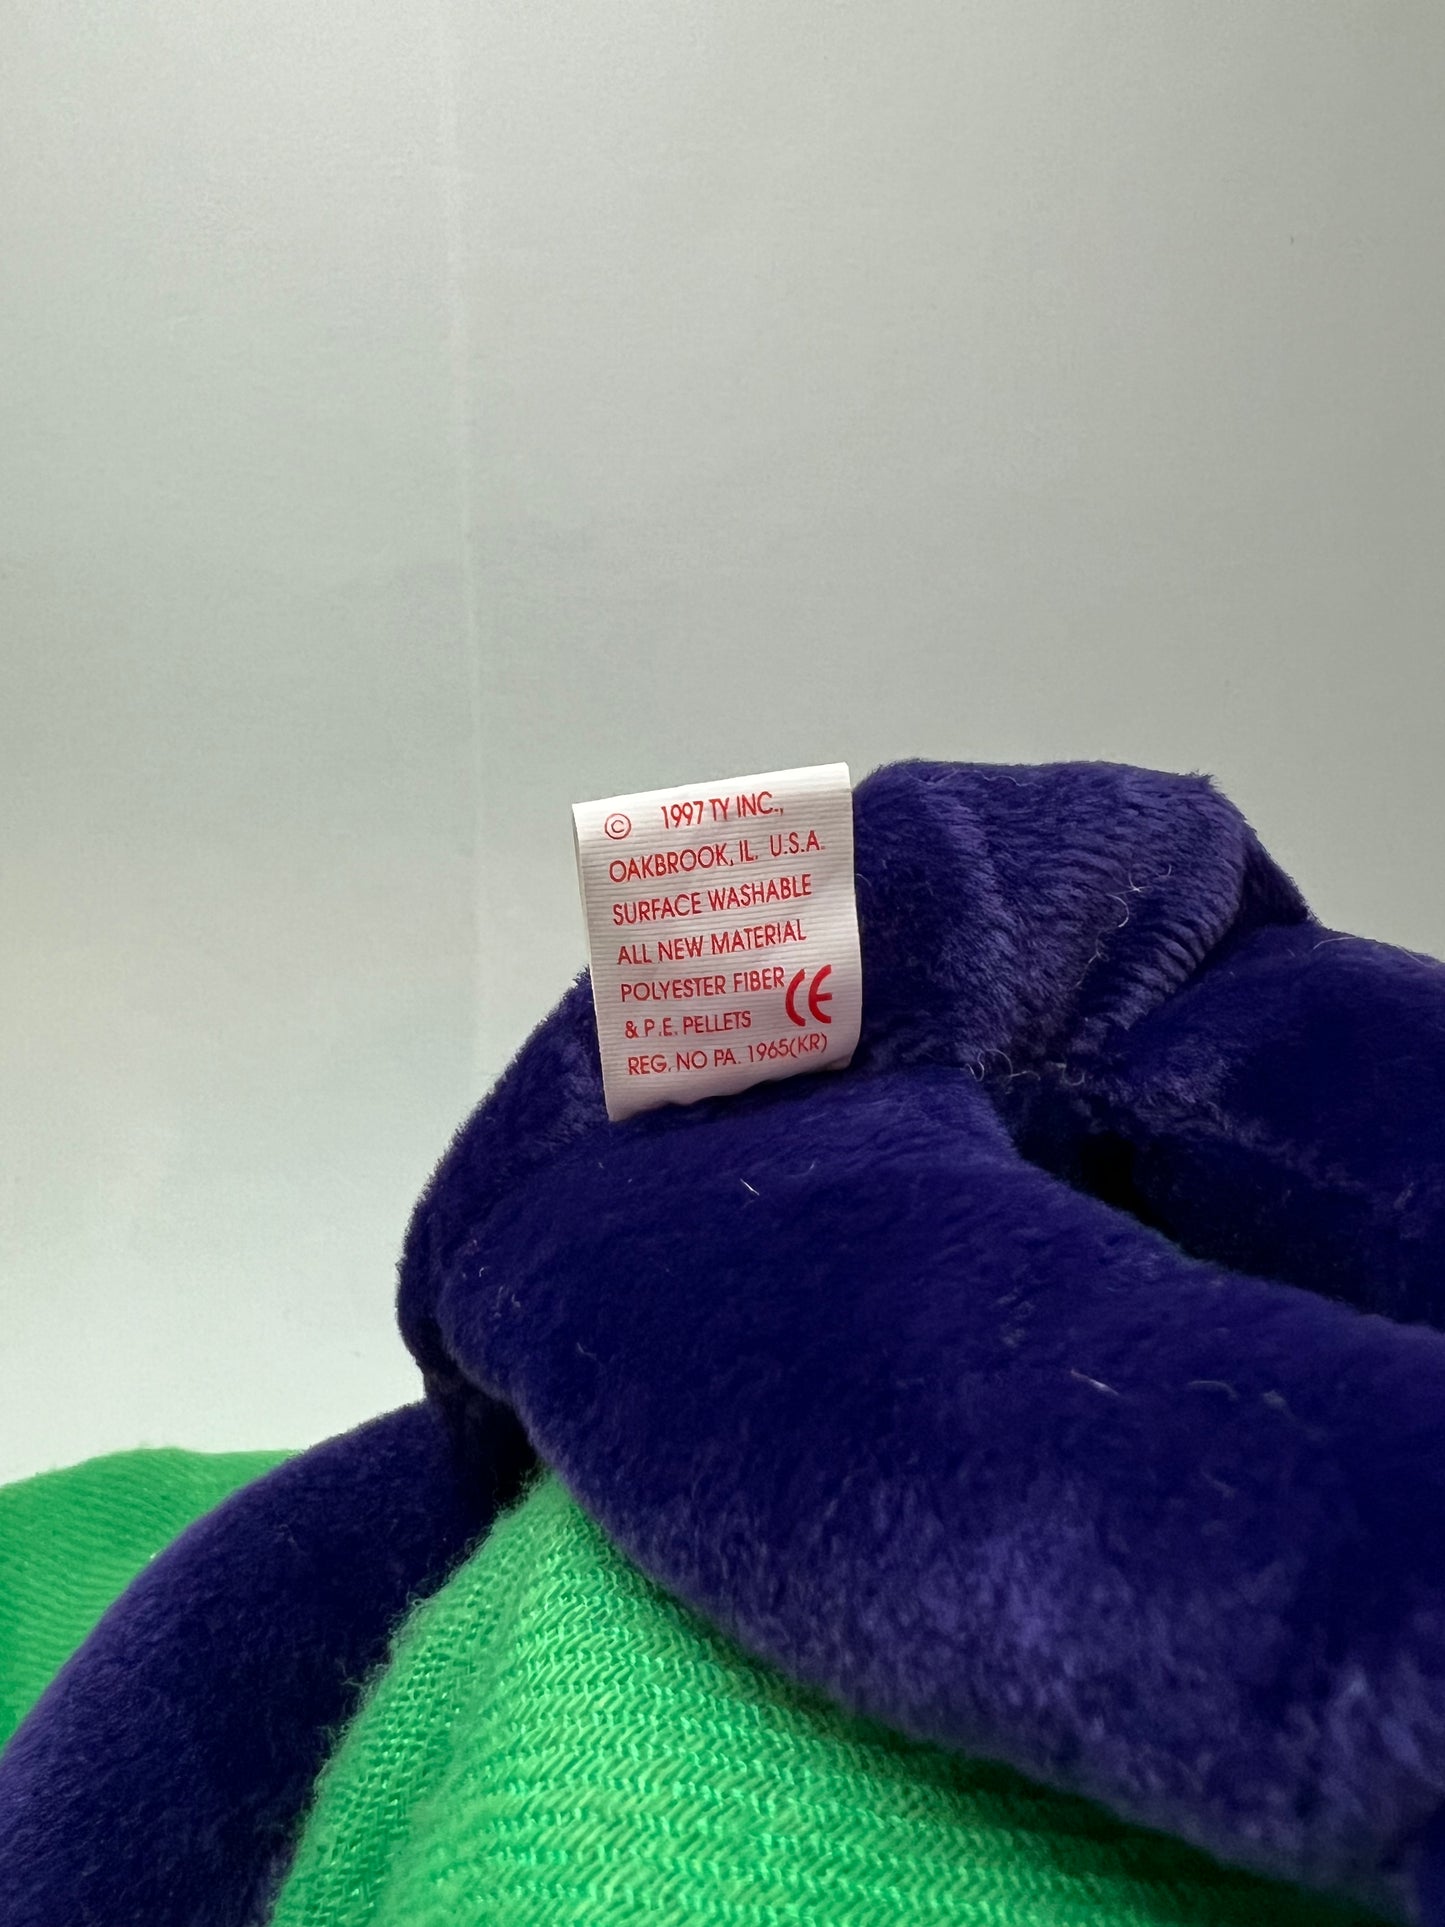 © 1997 TY INC.,
OAKBROOK, IL. U.S.A.
SURFACE WASHABLE
ALL NEW MATERIAL
POLYESTER FIBER
& P.E. PELLETS CE
REG. NO PA. 1965(KR)